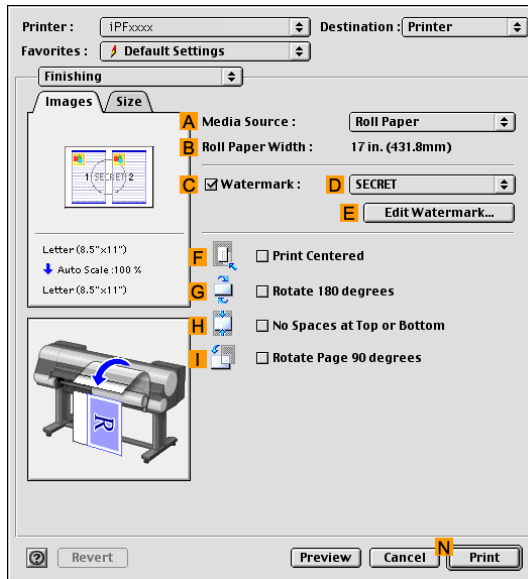 Printer : iPFxxxx Destination : Printer
Favorites : Default Settings
Finishing
Images Size
A Media Source : Roll Paper
B Roll Paper Width : 17 in. (431.8mm)
1 SECRET 2
C Watermark : D SECRET
E Edit Watermark...
Letter (8.5"x11")
Auto Scale :100 %
Letter (8.5"x11")
F Print Centered
G Rotate 180 degrees
H No Spaces at Top or Bottom
I Rotate Page 90 degrees
R
? Revert Preview Cancel N Print